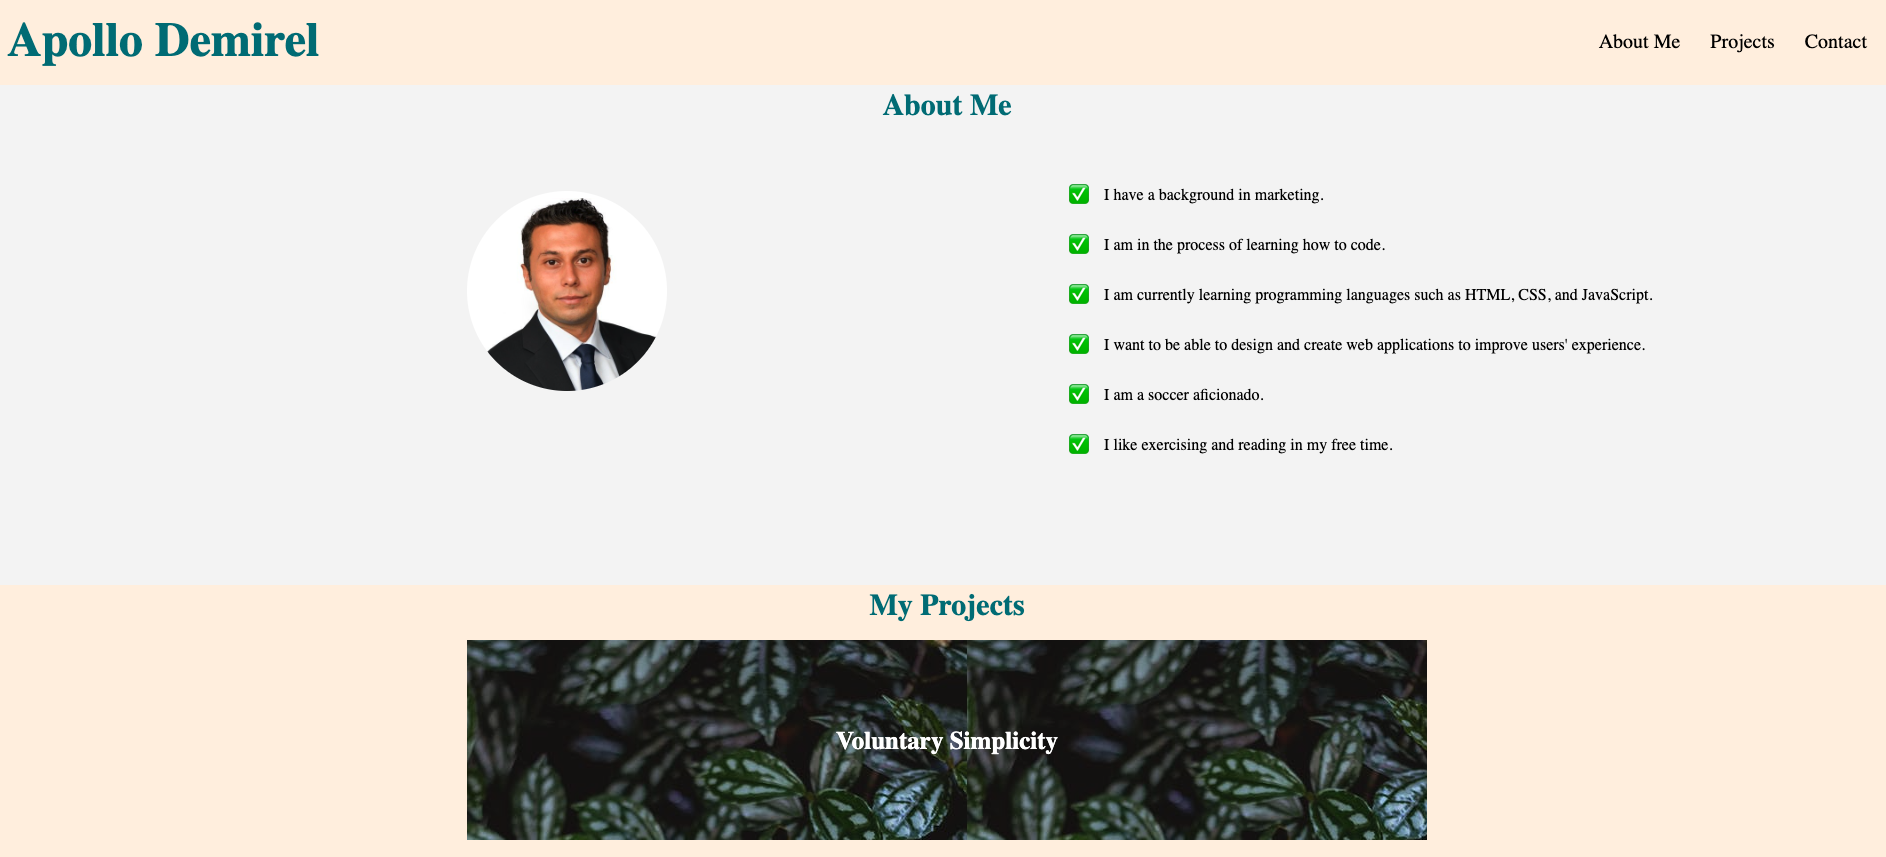 Apollo Demirel
About Me
Projects
Contact
About Me
I have a background in marketing.
I am in the process of learning how to code.
I am currently learning programming languages such as HTML, CSS, and JavaScript.
I want to be able to design and create web applications to improve users' experience.
I am a soccer aficionado.
I like exercising and reading in my free time.
My Projects
Voluntary Simplicity